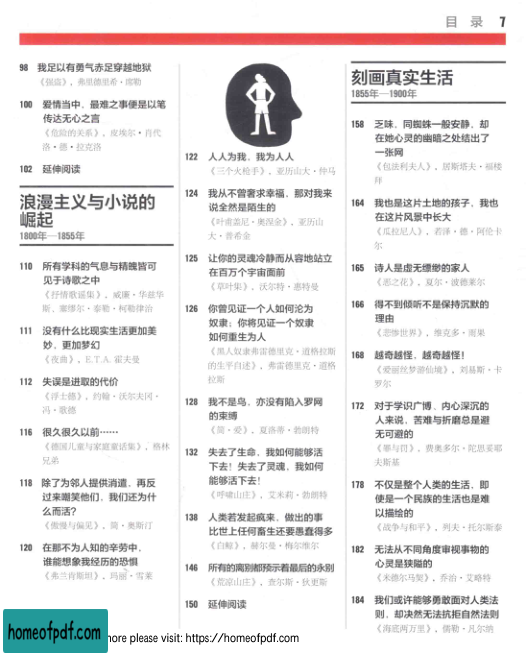 目 录 7
98 我足以有勇气赤足穿越地狱
《强盗》，弗里德里希·席勒
100 爱情当中，最难之事便是以笔
传达无心之言
《危险的关系》，皮埃尔·肖代
洛·德·拉克洛
102 延伸阅读
浪漫主义与小说的
崛起
1800年—1855年
110 所有学科的气息与精魄皆可
见于诗歌之中
《抒情歌谣集》，威廉·华兹华
斯、塞缪尔·泰勒·柯勒律治
111 没有什么比现实生活更加美
妙、更加梦幻
《夜曲》，E.T.A. 霍夫曼
112 失误是进取的代价
《浮士德》，约翰·沃尔夫冈·
冯·歌德
116 很久很久以前……
《德国儿童与家庭童话集》，格林
兄弟
118 除了为邻人提供消遣，再反
过来嘲笑他们，我们还为什
么而活？
《傲慢与偏见》，简·奥斯汀
120 在那不为人知的辛劳中，
谁能想象我经历的恐惧
《弗兰肯斯坦》，玛丽·雪莱
122 人人为我，我为人人
《三个火枪手》，亚历山大·仲马
124 我从不曾奢求幸福，那对我来
说全然是陌生的
《叶甫盖尼·奥涅金》，亚历山
大·普希金
125 让你的灵魂冷静而从容地站立
在百万个宇宙面前
《草叶集》，沃尔特·惠特曼
126 你曾见证一个人如何沦为
奴隶；你将见证一个奴隶
如何重生为人
《黑人奴隶弗雷德里克·道格拉斯
的生平自述》，弗雷德里克·道格
拉斯
128 我不是鸟，亦没有陷入罗网
的束缚
《简·爱》，夏洛蒂·勃朗特
132 失去了生命，我如何能够活
下去！失去了灵魂，我如何
能够活下去！
《呼啸山庄》，艾米莉·勃朗特
138 人类若发起疯来，做出的事
比世上任何畜生还要愚蠢得多
《白鲸》，赫尔曼·梅尔维尔
146 所有的离别都预示着最后的永别
《荒凉山庄》，查尔斯·狄更斯
150 延伸阅读
刻画真实生活
1855年—1900年
158 乏味，同蜘蛛一般安静，却
在她心灵的幽暗之处结出了
一张网
《包法利夫人》，居斯塔夫·福楼
拜
164 我也是这片土地的孩子，我也
在这片风景中长大
《瓜拉尼人》，若泽·德·阿伦卡
尔
165 诗人是虚无缥缈的家人
《恶之花》，夏尔·波德莱尔
166 得不到倾听不是保持沉默的
理由
《悲惨世界》，维克多·雨果
168 越奇越怪，越奇越怪！
《爱丽丝梦游仙境》，刘易斯·卡
罗尔
172 对于学识广博、内心深沉的
人来说，苦难与折磨总是避
无可避的
《罪与罚》，费奥多尔·陀思妥耶
夫斯基
178 不仅是整个人类的生活，即
使是一个民族的生活也是难
以描绘的
《战争与和平》，列夫·托尔斯泰
182 无法从不同角度审视事物的
心灵是狭隘的
《米德尔马契》，乔治·艾略特
184 我们或许能够勇敢面对人类法
则，却决然无法抗拒自然法则
《海底两万里》，儒勒·凡尔纳
homeofpdf.com
more please visit: https://homeofpdf.com